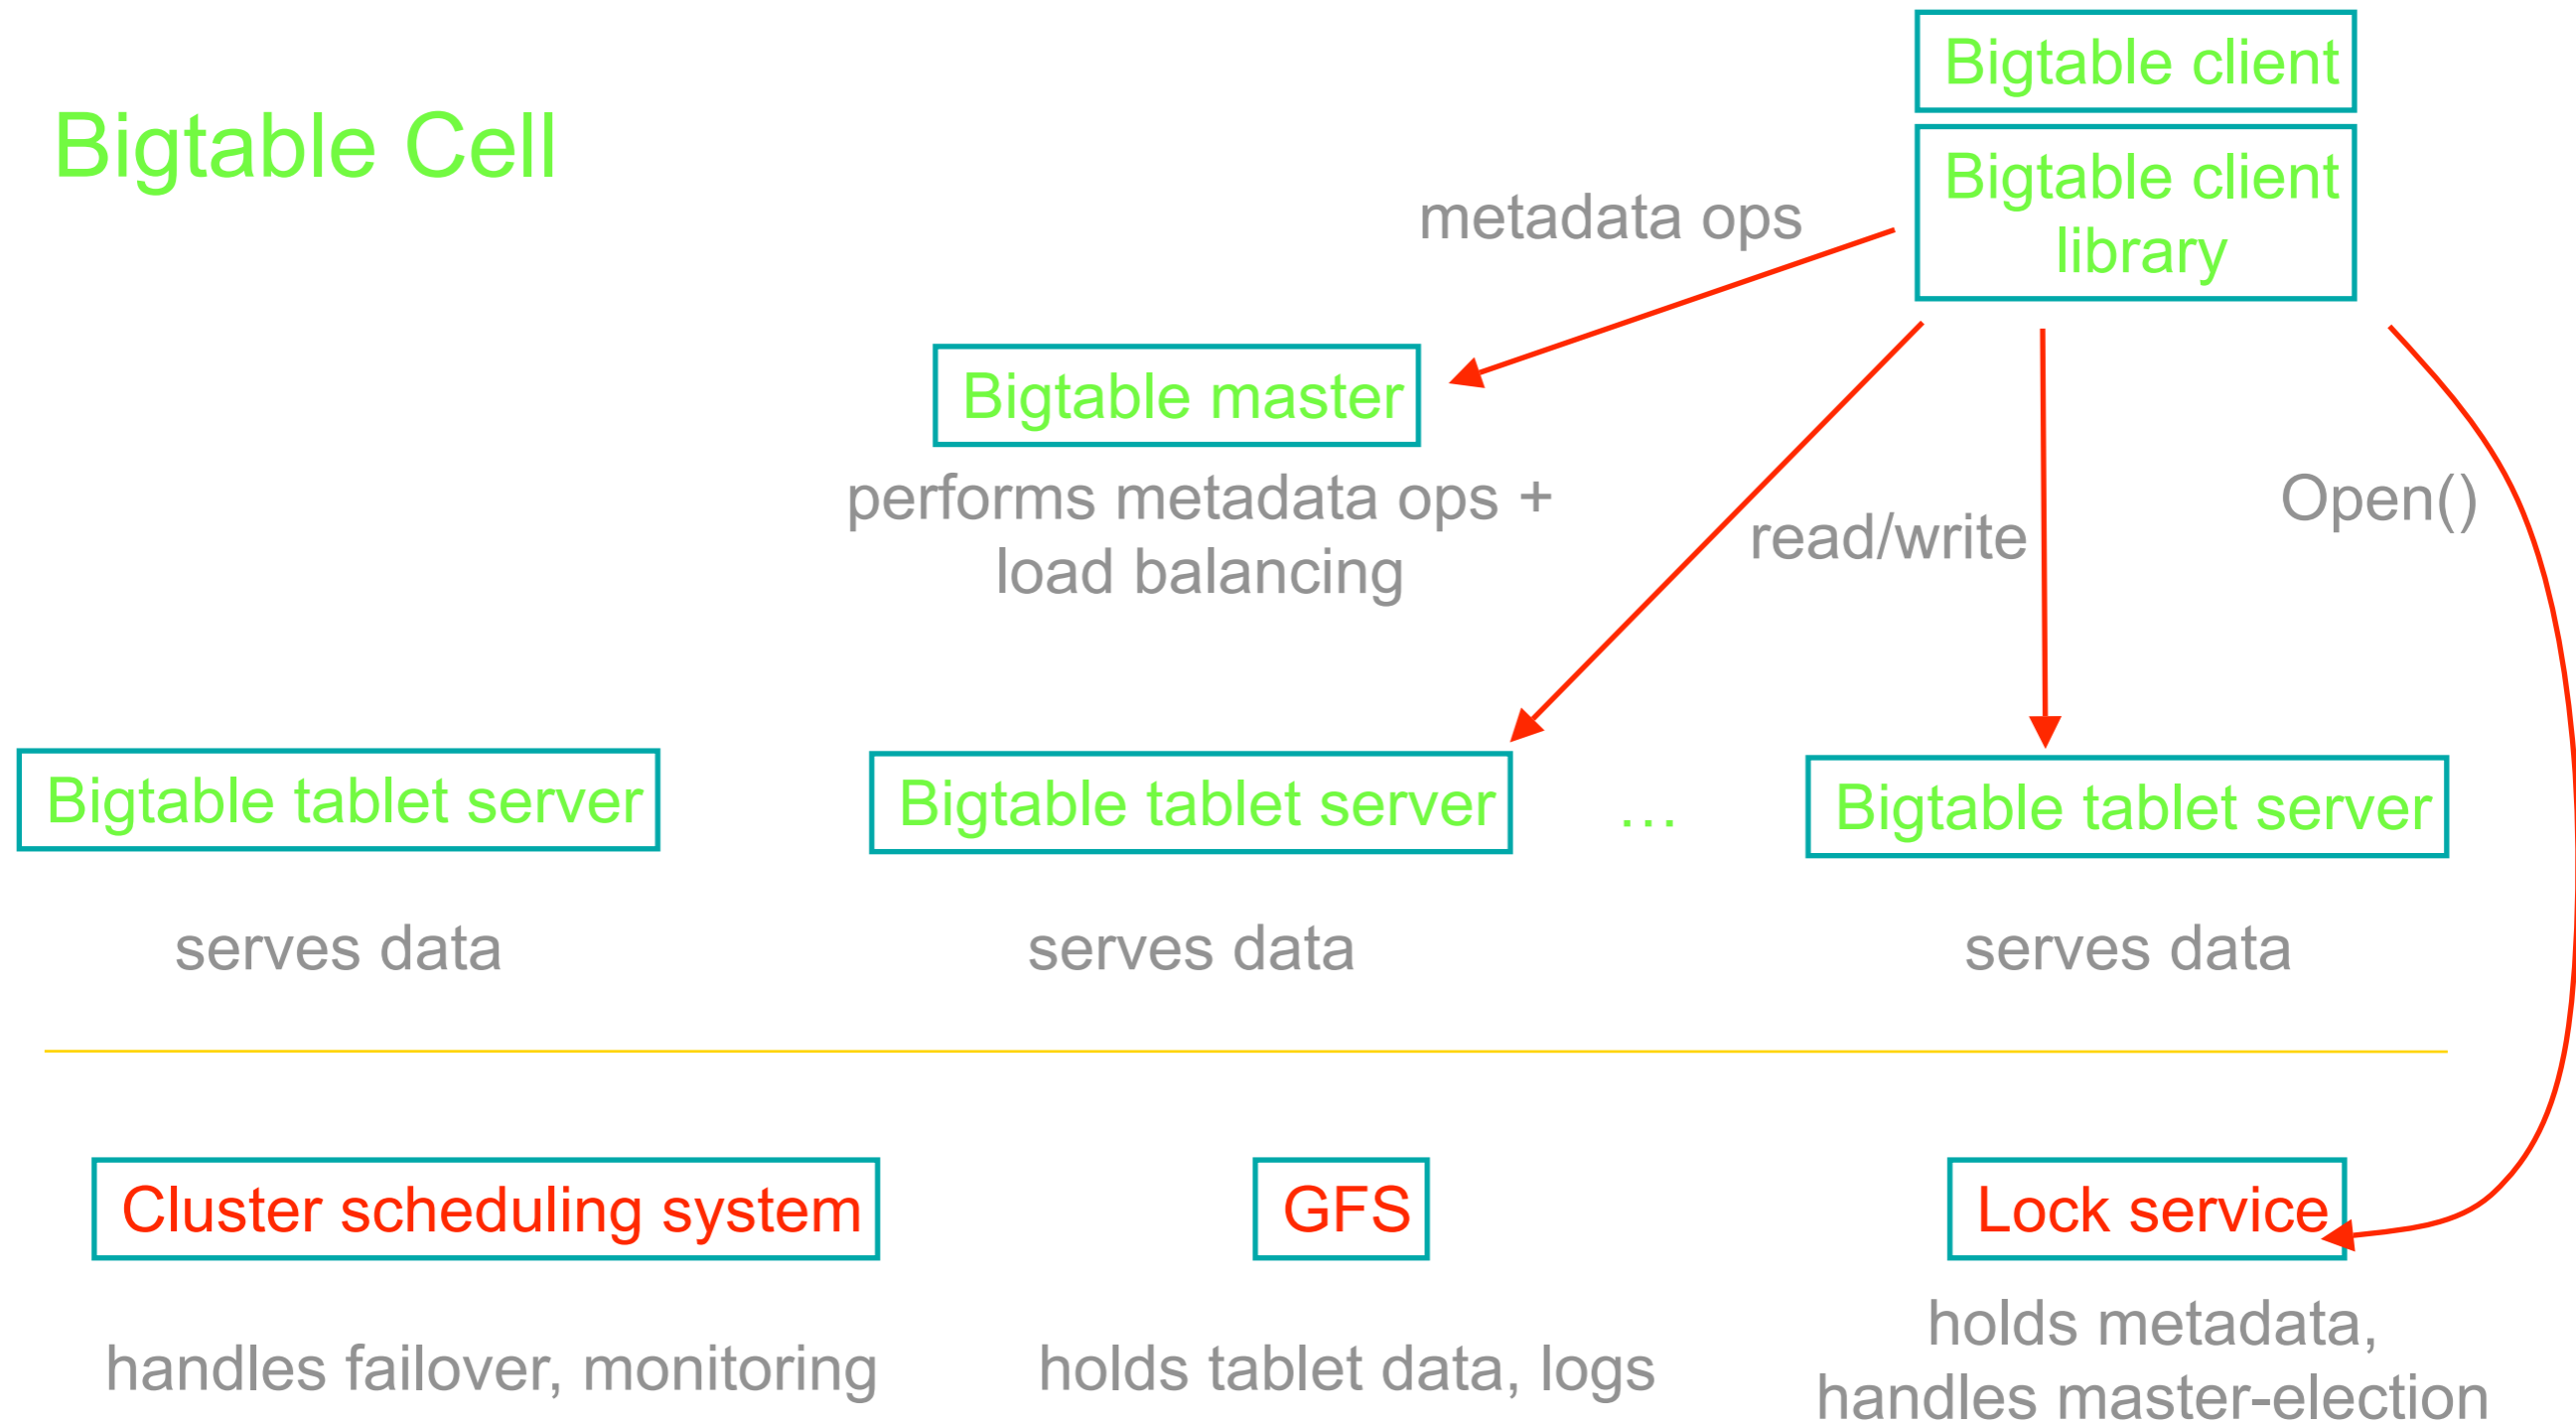 Bigtable Cell
Bigtable client
Bigtable client
library
metadata ops
Bigtable master
performs metadata ops +
load balancing
read/write
Open()
Bigtable tablet server
Bigtable tablet server
...
Bigtable tablet server
serves data
serves data
serves data
Cluster scheduling system
GFS
Lock service
handles failover, monitoring
holds tablet data, logs
holds metadata,
handles master-election